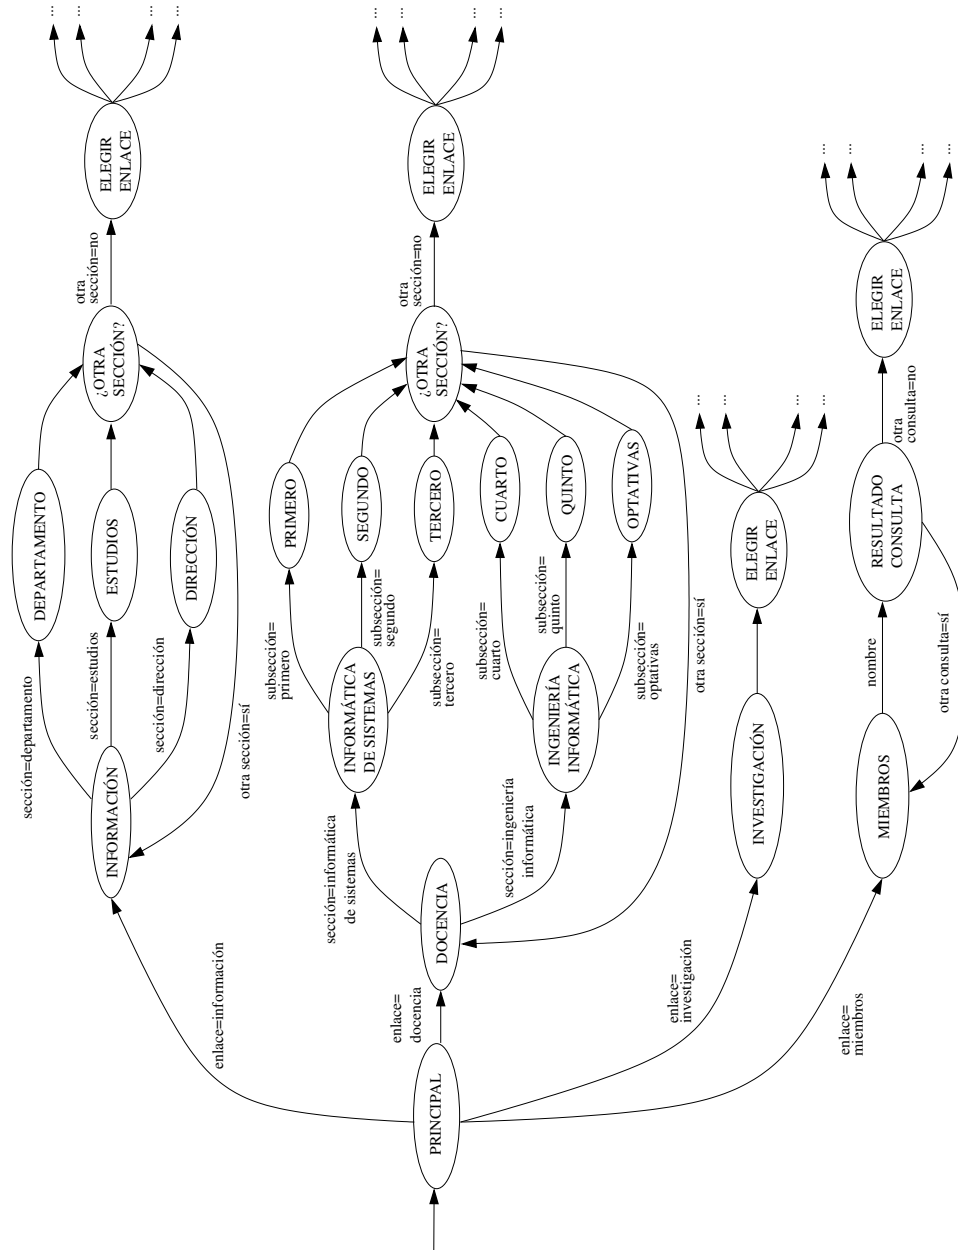 PRINCIPAL
enlace=información
enlace=
docencia
enlace=
investigación
enlace=
miembros
INFORMACIÓN
sección=departamento
sección=estudios
sección=dirección
otra sección=sí
DEPARTAMENTO
ESTUDIOS
DIRECCIÓN
¿OTRA
SECCIÓN?
otra
sección=no
ELEGIR
ENLACE
...
...
...
...
DOCENCIA
sección=informática
de sistemas
sección=ingeniería
informática
INFORMÁTICA
DE SISTEMAS
subsección=
primero
subsección=
segundo
subsección=
tercero
INGENIERÍA
INFORMÁTICA
subsección=
cuarto
subsección=
quinto
subsección=
optativas
PRIMERO
SEGUNDO
TERCERO
CUARTO
QUINTO
OPTATIVAS
otra sección=sí
¿OTRA
SECCIÓN?
otra
sección=no
ELEGIR
ENLACE
...
...
...
...
INVESTIGACIÓN
ELEGIR
ENLACE
...
...
...
...
MIEMBROS
nombre
otra consulta=sí
RESULTADO
CONSULTA
otra
consulta=no
ELEGIR
ENLACE
...
...
...
...